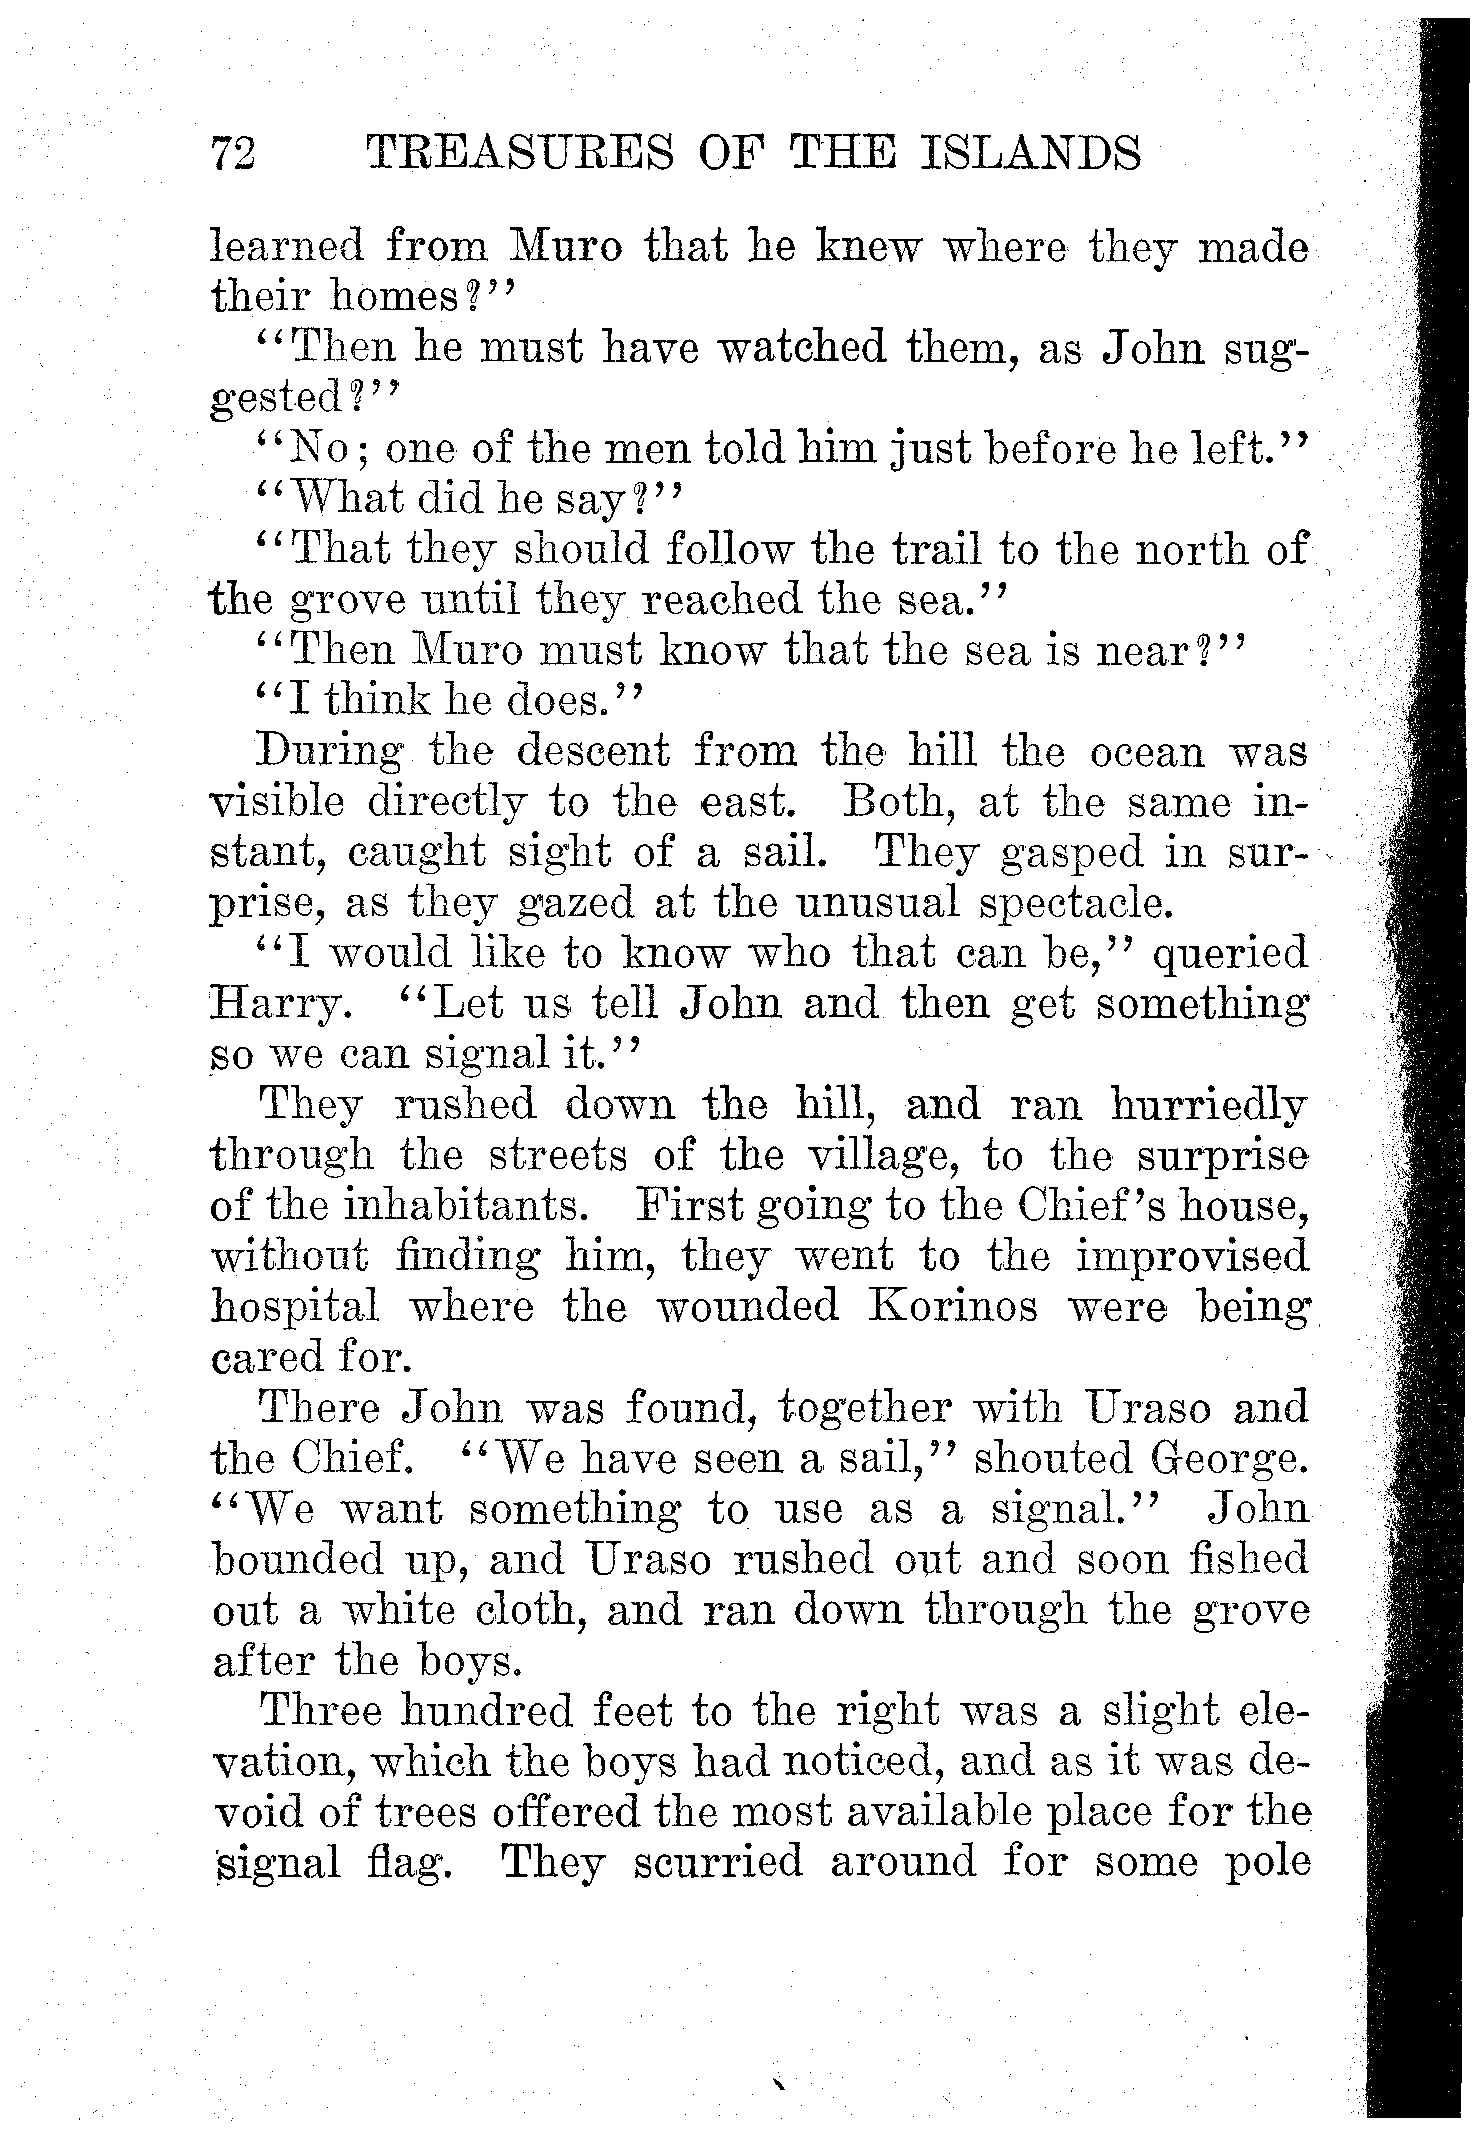 72 TREASURES OF THE ISLANDS
learned from Muro that he knew where they made
their homes?"
"Then he must have watched them, as John sug-
gested?"
"No; one of the men told him just before he left."
"What did he say?"
"That they should follow the trail to the north of
the grove until they reached the sea."
"Then Muro must know that the sea is near?"
"I think he does."
During the descent from the hill the ocean was
visible directly to the east. Both, at the same in-
stant, caught sight of a sail. They gasped in sur-
prise, as they gazed at the unusual spectacle.
"I would like to know who that can be," queried
Harry. "Let us tell John and then get something
so we can signal it."
They rushed down the hill, and ran hurriedly
through the streets of the village, to the surprise
of the inhabitants. First going to the Chief's house,
without finding him, they went to the improvised
hospital where the wounded Korinos were being
cared for.
There John was found, together with Uraso and
the Chief. "We have seen a sail," shouted George.
"We want something to use as a signal." John
bounded up, and Uraso rushed out and soon fished
out a white cloth, and ran down through the grove
after the boys.
Three hundred feet to the right was a slight ele-
vation, which the boys had noticed, and as it was de-
void of trees offered the most available place for the
signal flag. They scurried around for some pole